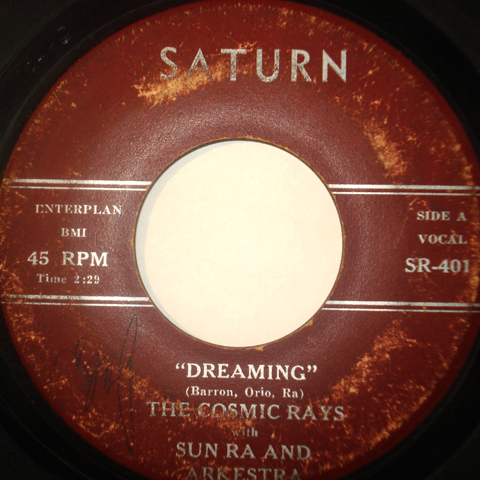 SATURN
ENTERPLAN
BMI
45 RPM
Time 2:29
SIDE A
VOCAL
SR-401
"DREAMING"
(Barron, Orio, Ra)
THE COSMIC RAYS
with
SUN RA AND
ARKESTRA